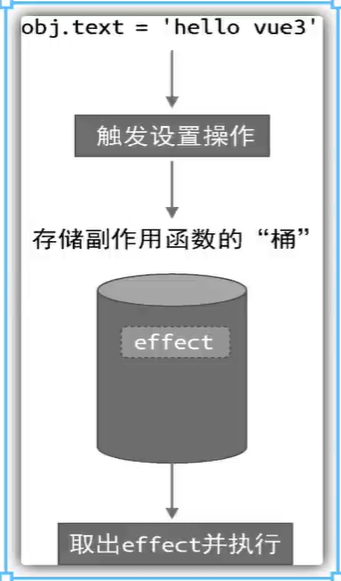 obj.text = 'hello vue3'
触发设置操作
存储副作用函数的“桶”
effect
取出effect并执行